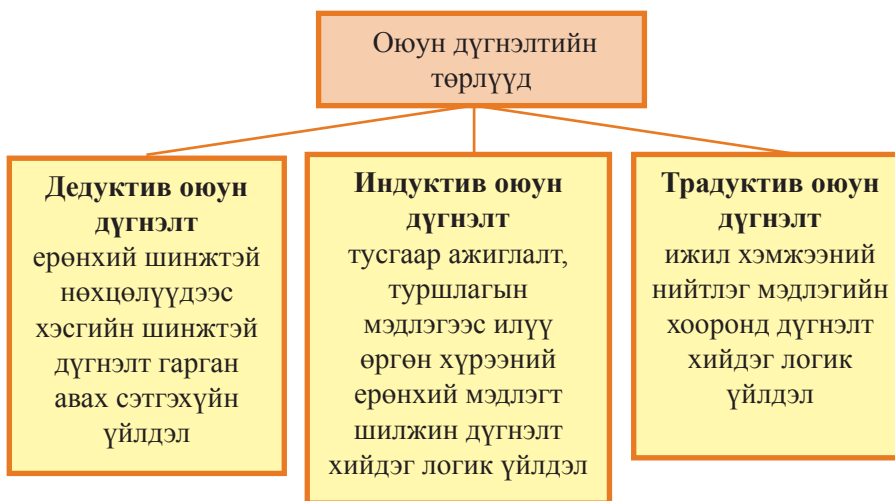 Оюун дүгнэлтийн
төрлүүд
Дедуктив оюун
дүгнэлт
ерөнхий шинжтэй
нөхцөлүүдээс
хэсгийн шинжтэй
дүгнэлт гарган
авах сэтгэхүйн
үйлдэл
Индуктив оюун
дүгнэлт
тусгаар ажиглалт,
туршлагын
мэдлэгээс илүү
өргөн хүрээний
ерөнхий мэдлэгт
шилжин дүгнэлт
хийдэг логик үйлдэл
Традуктив оюун
дүгнэлт
ижил хэмжээний
нийтлэг мэдлэгийн
хооронд дүгнэлт
хийдэг логик
үйлдэл